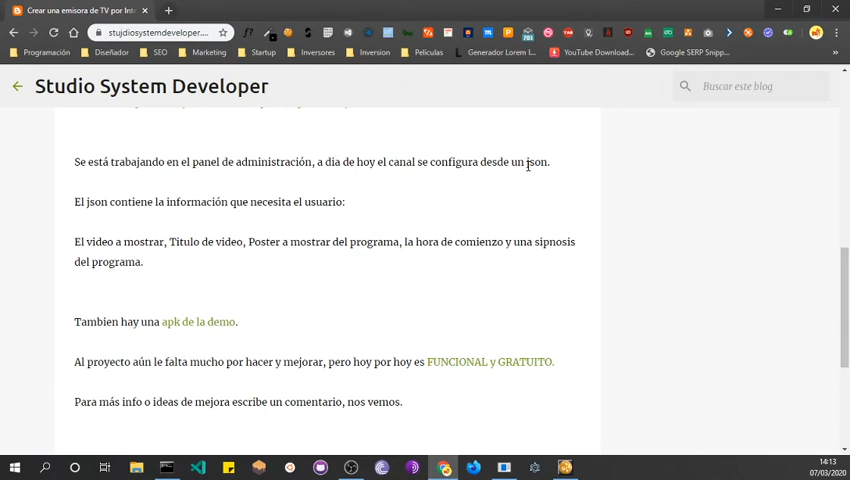 Crear una emisora de TV por Inte
stujdiosystemdeveloper....
Programación
Diseñador
SEO
Marketing
Startup
Inversores
Inversion
Peliculas
Generador Lorem I...
YouTube Download...
Google SERP Snipp...
Studio System Developer
Buscar este blog
Se está trabajando en el panel de administración, a dia de hoy el canal se configura desde un json.
El json contiene la información que necesita el usuario:
El video a mostrar, Titulo de video, Poster a mostrar del programa, la hora de comienzo y una sipnosis
del programa.
Tambien hay una apk de la demo.
Al proyecto aún le falta mucho por hacer y mejorar, pero hoy por hoy es FUNCIONAL y GRATUITO.
Para más info o ideas de mejora escribe un comentario, nos vemos.
14:13
07/03/2020